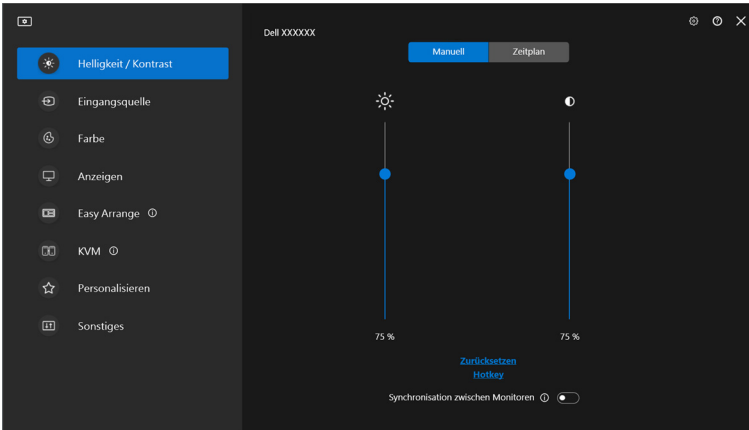 Dell XXXXXX
Manuell
Zeitplan
Helligkeit / Kontrast
Eingangsquelle
Farbe
Anzeigen
Easy Arrange
KVM
Personalisieren
Sonstiges
75 %
75 %
Zurücksetzen
Hotkey
Synchronisation zwischen Monitoren